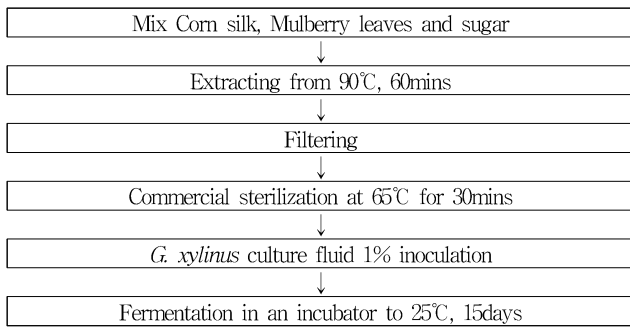 Mix Corn silk, Mulberry leaves and sugar
↓
Extracting from 90℃, 60mins
↓
Filtering
↓
Commercial sterilization at 65℃ for 30mins
↓
G. xylinus culture fluid 1% inoculation
↓
Fermentation in an incubator to 25℃, 15days